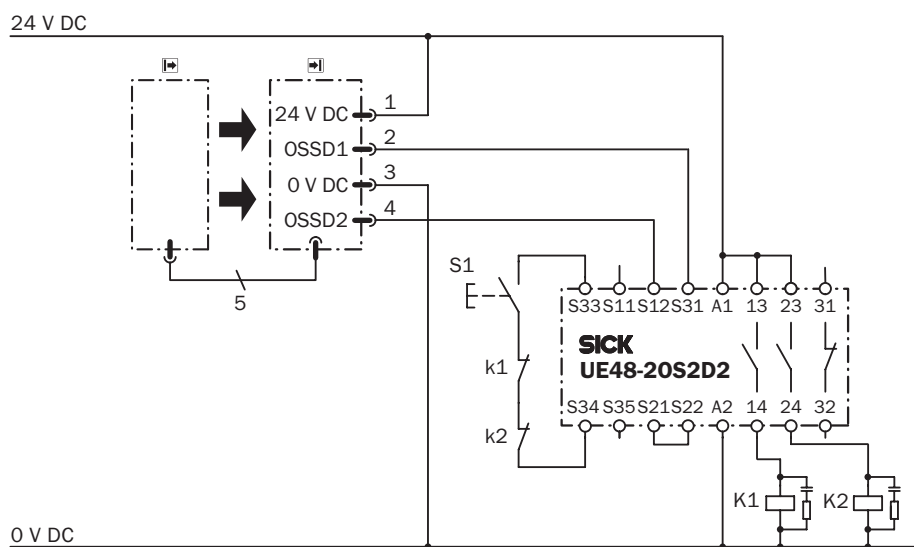 24 V DC
24 V DC 1
OSSD1 2
0 V DC 3
OSSD2 4
5
S1
k1
k2
S33 S11 S12 S31 A1 13 23 31
SICK
UE48-20S2D2
S34 S35 S21 S22 A2 14 24 32
K1 K2
0 V DC